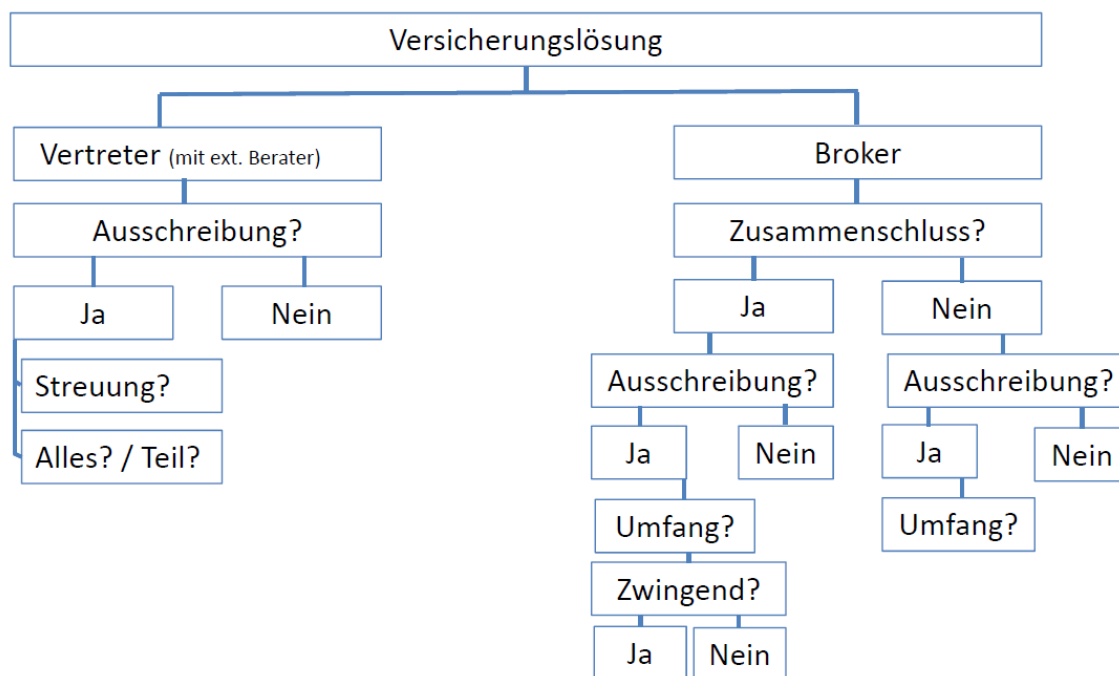 Versicherungslösung
Vertreter (mit ext. Berater)
Broker
Ausschreibung?
Zusammenschluss?
Ja
Nein
Ja
Nein
Streuung?
Ausschreibung?
Ausschreibung?
Alles? / Teil?
Ja
Nein
Ja
Nein
Umfang?
Umfang?
Zwingend?
Ja
Nein